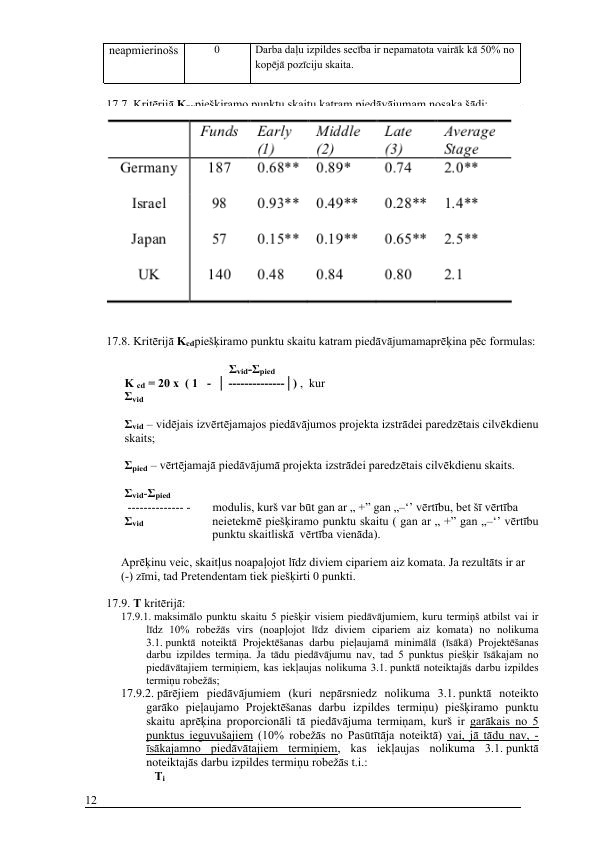 neapmierinošs 0 Darba daļu izpildes secība ir nepamatota vairāk kā 50% no
kopējā pozīciju skaita.
17.7. Kritērijā K piešķiramo punktu skaitu katram piedāvājumam nosaka šādi:
Funds Early Middle Late Average
(1) (2) (3) Stage
Germany 187 0.68** 0.89* 0.74 2.0**
Israel 98 0.93** 0.49** 0.28** 1.4**
Japan 57 0.15** 0.19** 0.65** 2.5**
UK 140 0.48 0.84 0.80 2.1
17.8. Kritērijā Kcdpiešķiramo punktu skaitu katram piedāvājumamaprēķina pēc formulas:
Σvid-Σpied
K cd = 20 x ( 1 - | --------------| ) , kur
Σvid
Σvid – vidējais izvērtējamajos piedāvājumos projekta izstrādei paredzētais cilvēkdienu
skaits;
Σpied – vērtējamajā piedāvājumā projekta izstrādei paredzētais cilvēkdienu skaits.
Σvid-Σpied
-------------- - modulis, kurš var būt gan ar „ +” gan „–‘’ vērtību, bet šī vērtība
Σvid neietekmē piešķiramo punktu skaitu ( gan ar „ +” gan „–‘’ vērtību
punktu skaitliskā vērtība vienāda).
Aprēķinu veic, skaitļus noapaļojot līdz diviem cipariem aiz komata. Ja rezultāts ir ar
(-) zīmi, tad Pretendentam tiek piešķirti 0 punkti.
17.9. T kritērijā:
17.9.1. maksimālo punktu skaitu 5 piešķir visiem piedāvājumiem, kuru termiņš atbilst vai ir
līdz 10% robežās virs (noapļojot līdz diviem cipariem aiz komata) no nolikuma
3.1. punktā noteiktā Projektēšanas darbu pieļaujamā minimālā (īsākā) Projektēšanas
darbu izpildes termiņa. Ja tādu piedāvājumu nav, tad 5 punktus piešķir īsākajam no
piedāvātajiem termiņiem, kas iekļaujas nolikuma 3.1. punktā noteiktajās darbu izpildes
termiņu robežās;
17.9.2. pārējiem piedāvājumiem (kuri nepārsniedz nolikuma 3.1. punktā noteikto
garāko pieļaujamo Projektēšanas darbu izpildes termiņu) piešķiramo punktu
skaitu aprēķina proporcionāli tā piedāvājuma termiņam, kurš ir garākais no 5
punktus ieguvušajiem (10% robežās no Pasūtītāja noteiktā) vai, jā tādu nav, -
īsākajamno piedāvātajiem termiņiem, kas iekļaujas nolikuma 3.1. punktā
noteiktajās darbu izpildes termiņu robežās t.i.:
Ti
12